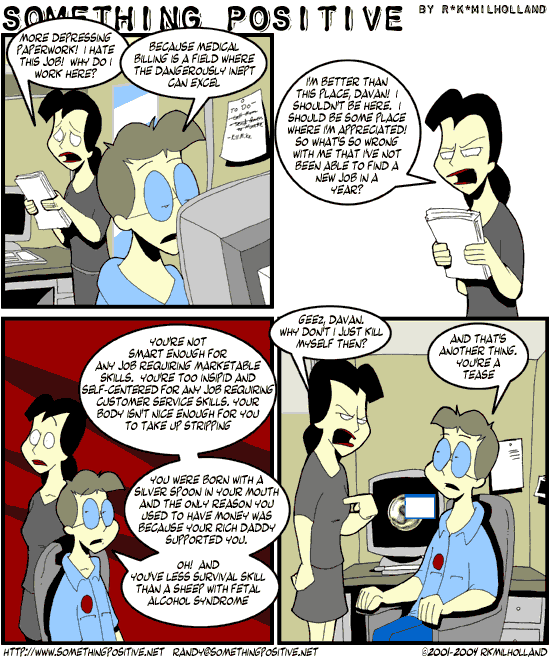 SOMETHING POSITIVE
BY R*K*MILHOLLAND
MORE DEPRESSING
PAPERWORK! I HATE
THIS JOB! WHY DO I
WORK HERE?
BECAUSE MEDICAL
BILLING IS A FIELD WHERE
THE DANGEROUSLY INEPT
CAN EXCEL
TO DO
I'M BETTER THAN
THIS PLACE, DAVAN! I
SHOULDN'T BE HERE. I
SHOULD BE SOME PLACE
WHERE I'M APPRECIATED!
SO WHAT'S SO WRONG
WITH ME THAT I'VE NOT
BEEN ABLE TO FIND A
NEW JOB IN A
YEAR?
YOU'RE NOT
SMART ENOUGH FOR
ANY JOB REQUIRING MARKETABLE
SKILLS. YOU'RE TOO INSIPID AND
SELF-CENTERED FOR ANY JOB REQUIRING
CUSTOMER SERVICE SKILLS. YOUR
BODY ISN'T NICE ENOUGH FOR YOU
TO TAKE UP STRIPPING
YOU WERE BORN WITH A
SILVER SPOON IN YOUR MOUTH
AND THE ONLY REASON YOU
USED TO HAVE MONEY WAS
BECAUSE YOUR RICH DADDY
SUPPORTED YOU.
OH! AND
YOU'VE LESS SURVIVAL SKILL
THAN A SHEEP WITH FETAL
ALCOHOL SYNDROME
GEEZ, DAVAN.
WHY DON'T I JUST KILL
MYSELF THEN?
AND THAT'S
ANOTHER THING.
YOU'RE A
TEASE
HTTP://WWW.SOMETHINGPOSITIVE.NET RANDY@SOMETHINGPOSITIVE.NET ©2001-2004 RKMILHOLLAND